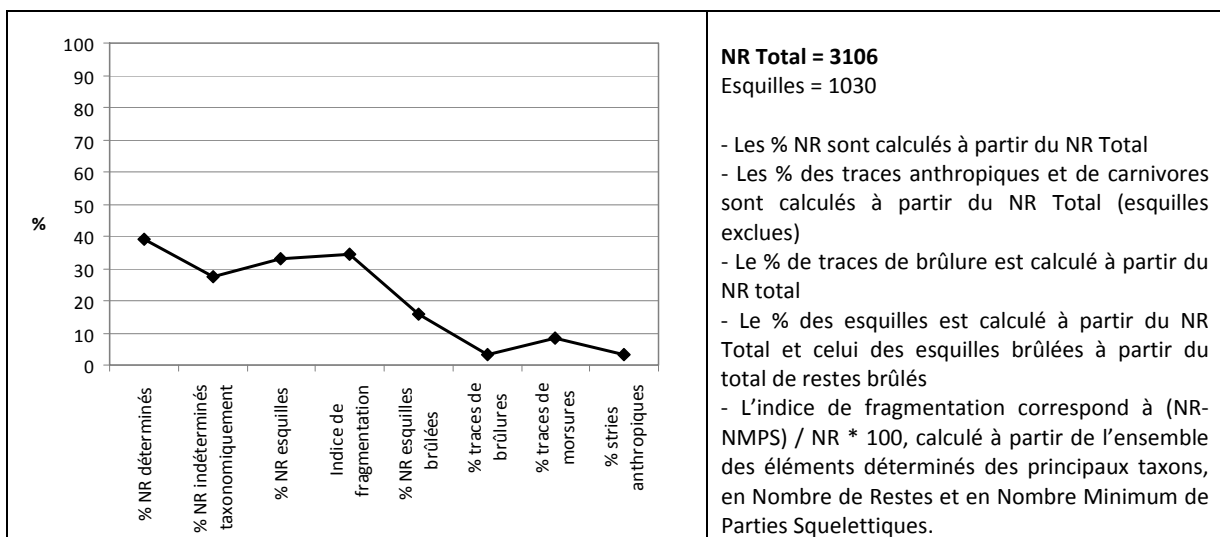 100
90
80
70
60
50
40
30
20
10
0
%
% NR déterminés
% NR indéterminés
taxonomiquement
% NR esquilles
Indice de
fragmentation
% NR esquilles
brûlées
% traces de
brûlures
% traces de
morsures
% stries
anthropiques
NR Total = 3106
Esquilles = 1030
- Les % NR sont calculés à partir du NR Total
- Les % des traces anthropiques et de carnivores
sont calculés à partir du NR Total (esquilles
exclues)
- Le % de traces de brûlure est calculé à partir du
NR total
- Le % des esquilles est calculé à partir du NR
Total et celui des esquilles brûlées à partir du
total de restes brûlés
- L’indice de fragmentation correspond à (NR-
NMPS) / NR * 100, calculé à partir de l’ensemble
des éléments déterminés des principaux taxons,
en Nombre de Restes et en Nombre Minimum de
Parties Squelettiques.